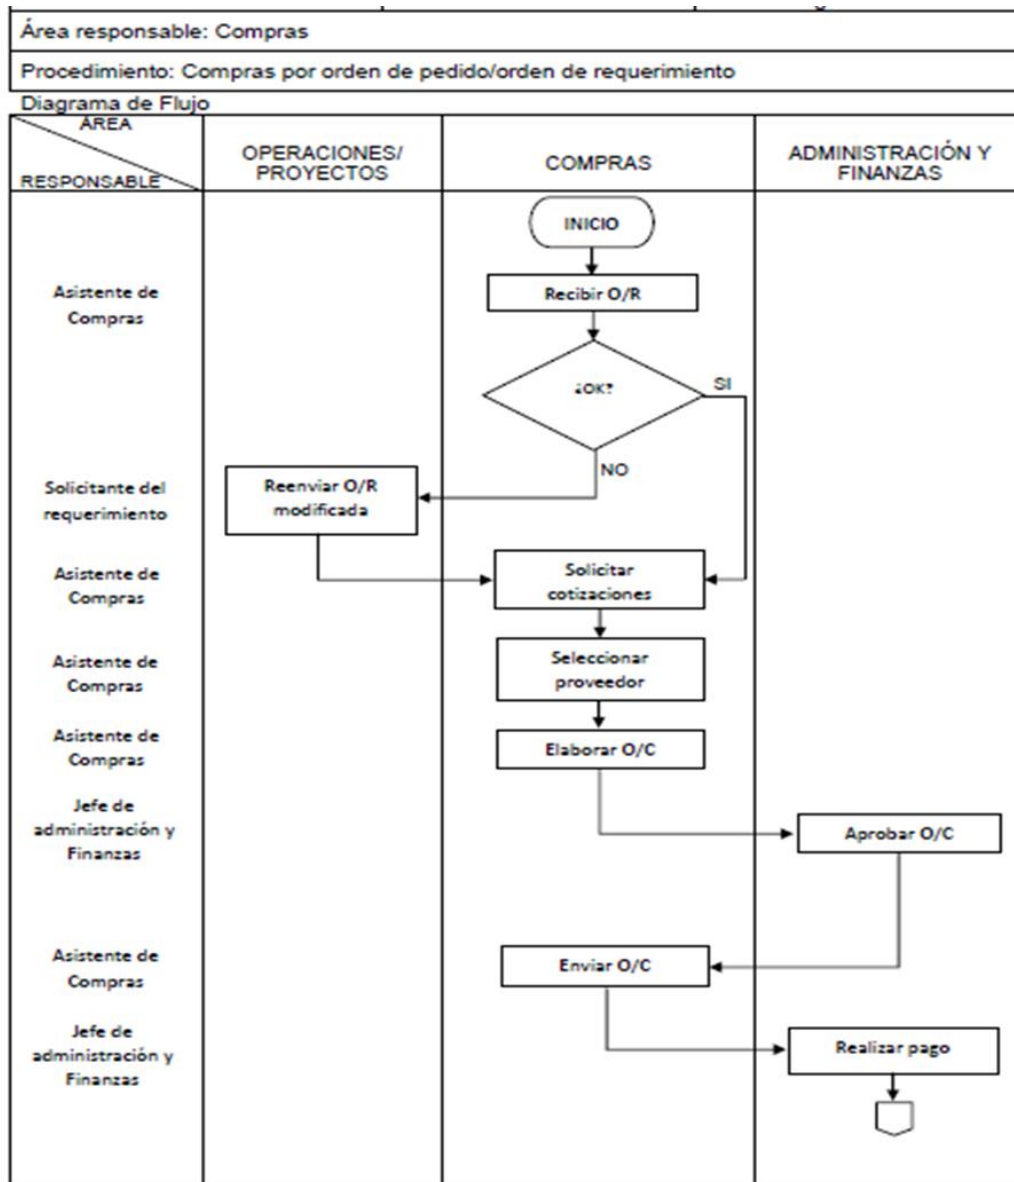 Área responsable: Compras
Procedimiento: Compras por orden de pedido/orden de requerimiento
Diagrama de Flujo
ÁREA
RESPONSABLE
OPERACIONES/
PROYECTOS
COMPRAS
ADMINISTRACIÓN Y
FINANZAS
INICIO
Asistente de
Compras
Recibir O/R
¿OK?
SI
NO
Solicitante del
requerimiento
Reenviar O/R
modificada
Asistente de
Compras
Solicitar
cotizaciones
Asistente de
Compras
Seleccionar
proveedor
Asistente de
Compras
Elaborar O/C
Jefe de
administración y
Finanzas
Aprobar O/C
Asistente de
Compras
Enviar O/C
Jefe de
administración y
Finanzas
Realizar pago